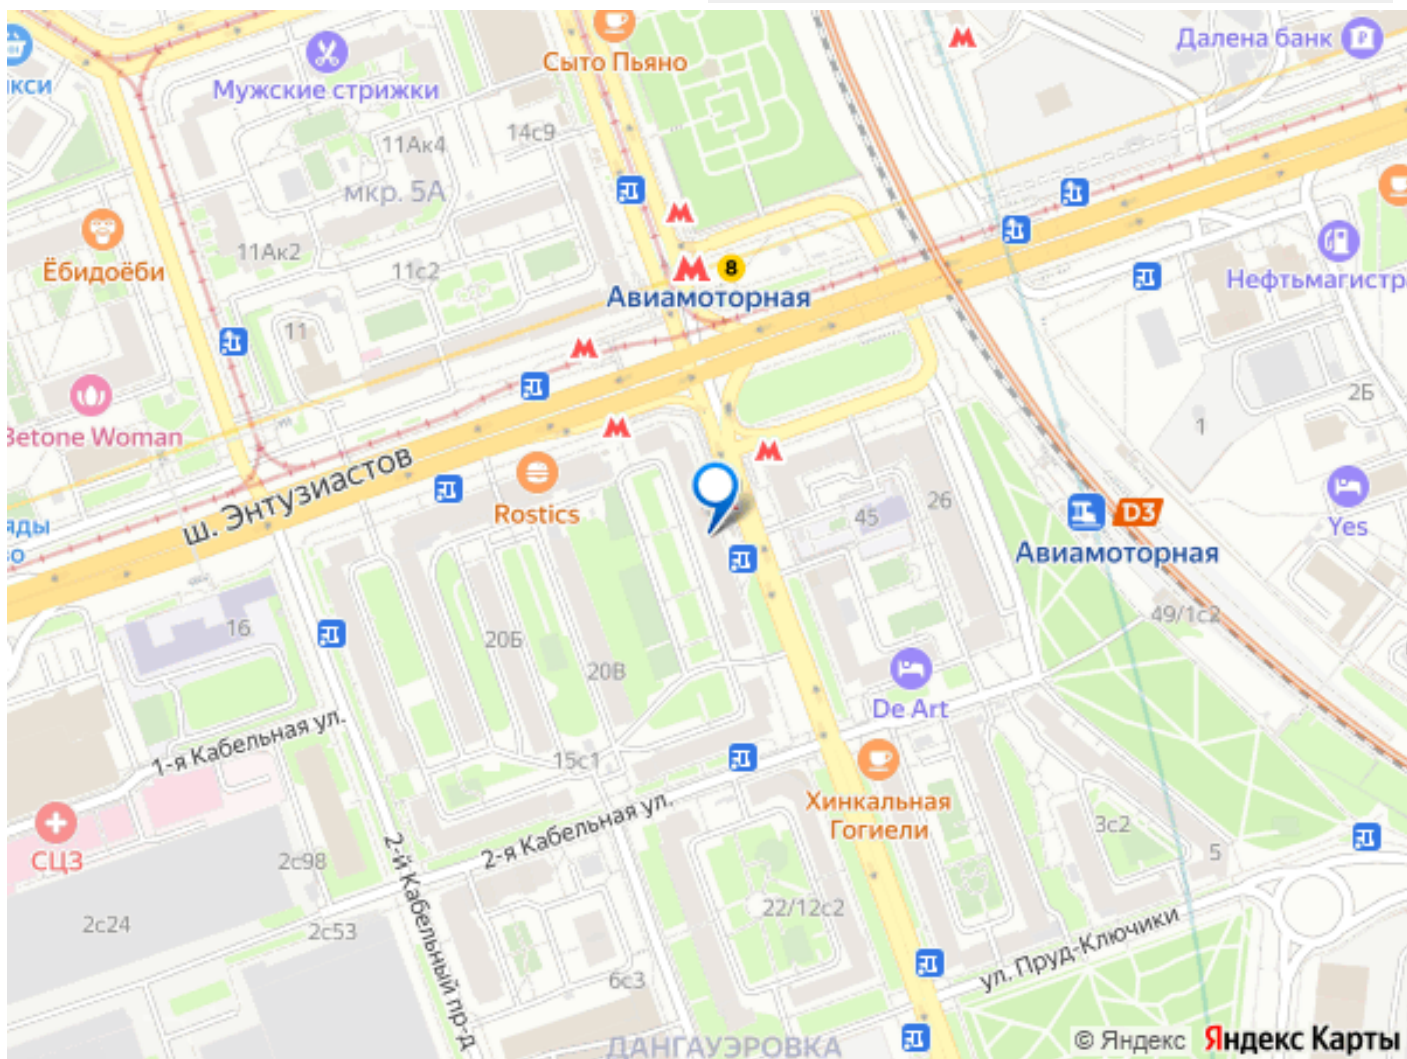 Далена банк
Сыто Пьяно
кси
Мужские стрижки
14с9
11Ак4
мкр. 5А
11Ак2
Ёбидоёби
11с2
8
Авиамоторная
Нефтьмагистр
11
2Б
1
Betone Woman
ш. Энтузиастов
Rostics
26
45
D3
Авиамоторная
Yes
яды
о
49/1с2
16
20Б
20В
De Art
1-я Кабельная ул.
15с1
Хинкальная
Гогиели
2-я Кабельная ул.
3с2
5
СЦЗ
2с98
2-й Кабельный пр-д
22/12с2
2с24
2с53
ул. Пруд-Ключики
6с3
ДАНГАУЭРОВКА
© Яндекс Яндекс Карты